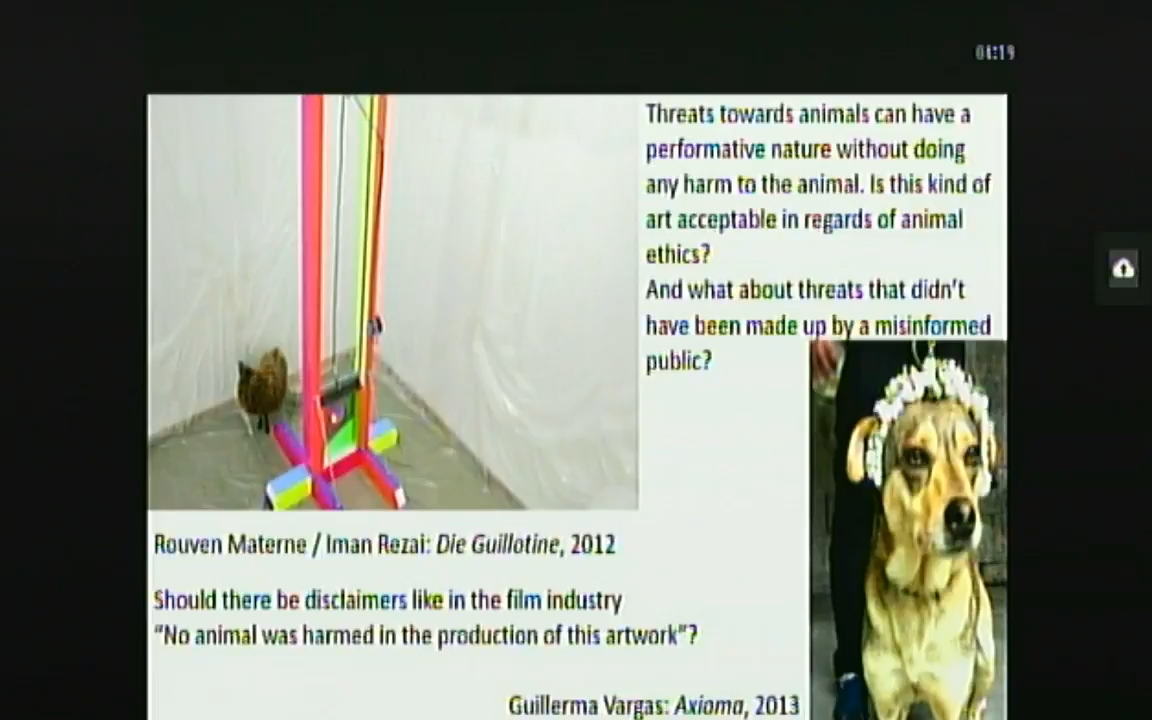 Threats towards animals can have a
performative nature without doing
any harm to the animal. Is this kind of
art acceptable in regards of animal
ethics?
And what about threats that didn't
have been made up by a misinformed
public?
Rouven Materne / Iman Rezai: Die Guillotine, 2012
Should there be disclaimers like in the film industry
"No animal was harmed in the production of this artwork"?
Guillerma Vargas: Axioma, 2013